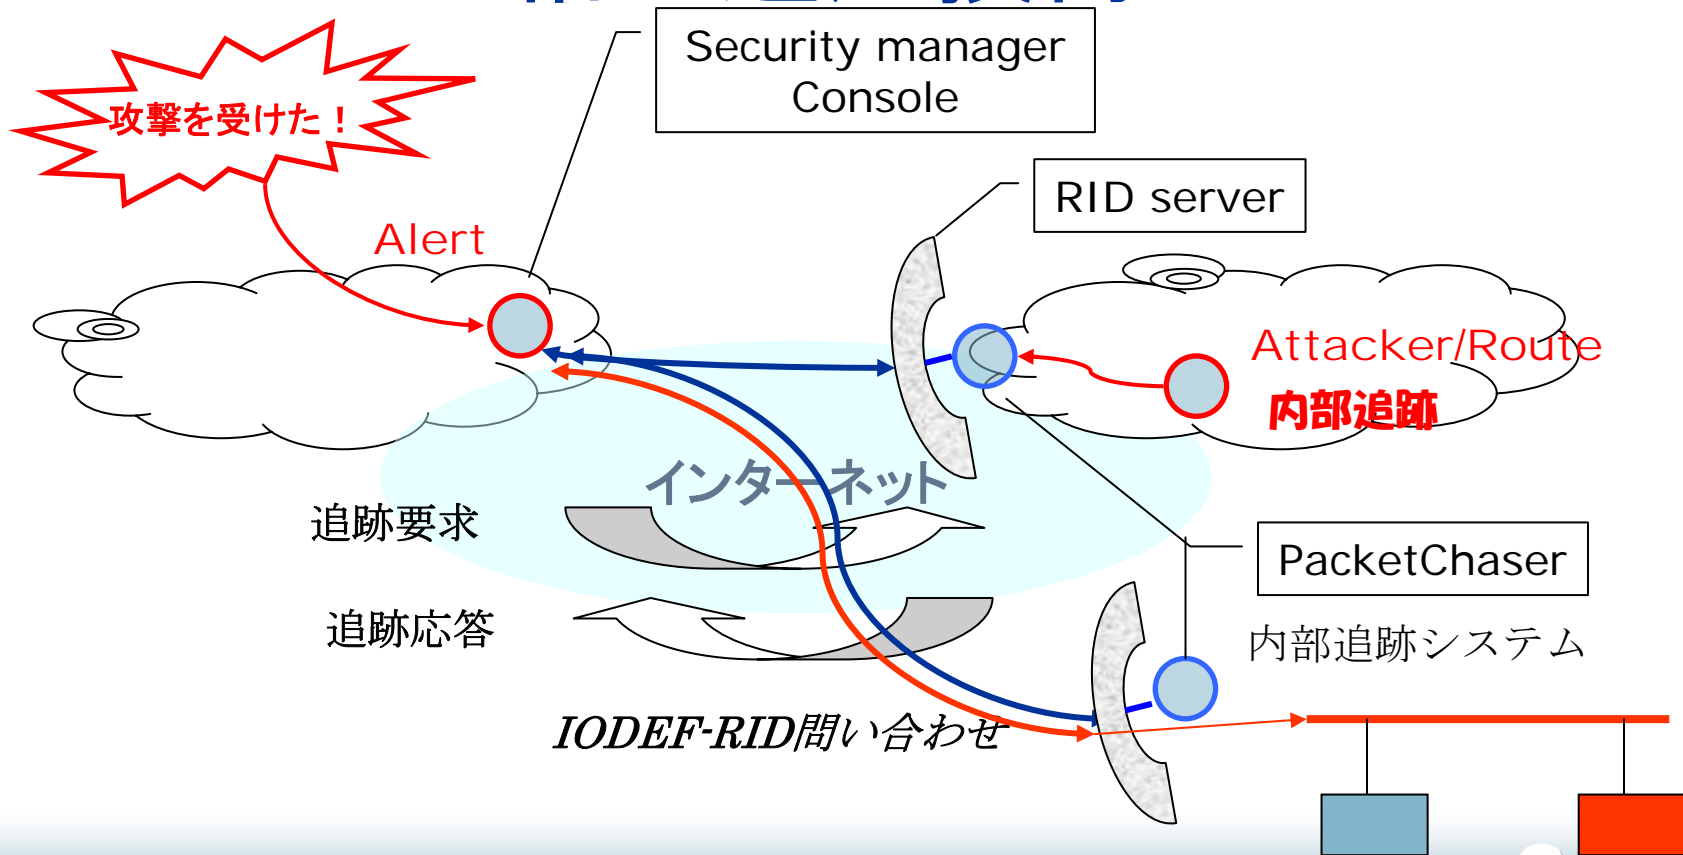 Security manager
Console
攻撃を受けた！
RID server
Alert
Attacker/Route
内部追跡
インターネット
追跡要求
PacketChaser
追跡応答
内部追跡システム
IODEF-RID問い合わせ